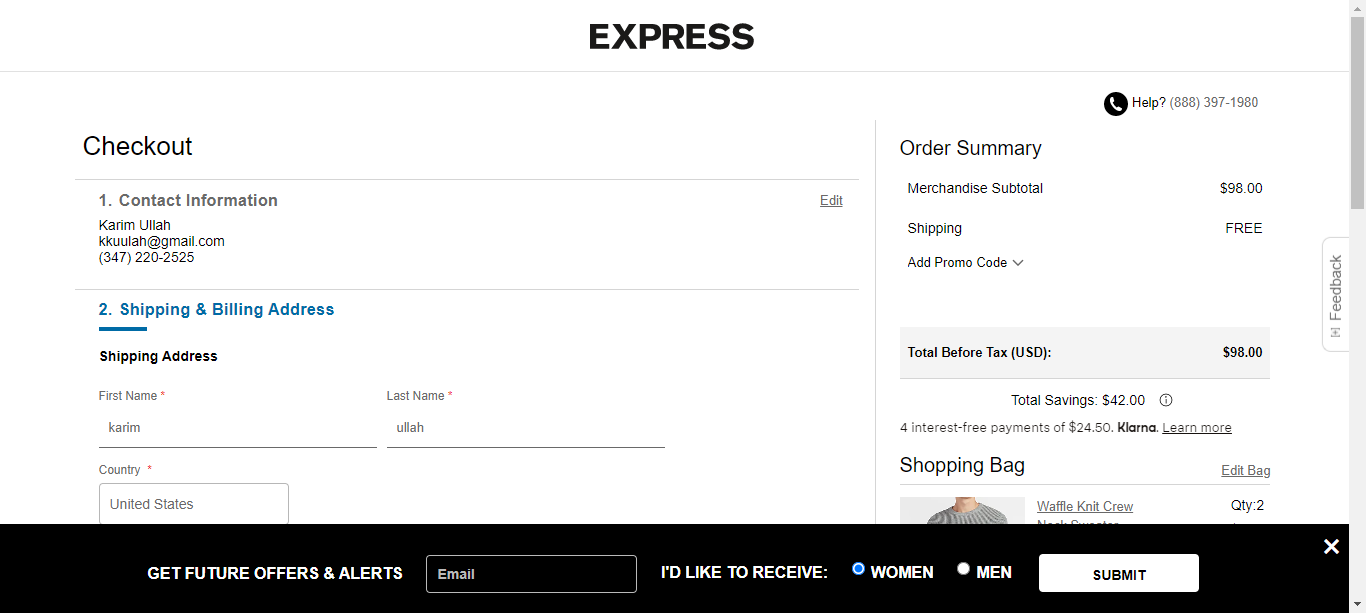 EXPRESS
Help? (888) 397-1980
Checkout
1. Contact Information
Edit
Karim Ullah
kkuulah@gmail.com
(347) 220-2525
2. Shipping & Billing Address
Shipping Address
First Name *
Last Name *
karim
ullah
Country *
United States
Order Summary
Merchandise Subtotal $98.00
Shipping FREE
Add Promo Code
Total Before Tax (USD): $98.00
Total Savings: $42.00
4 interest-free payments of $24.50. Klarna. Learn more
Shopping Bag
Edit Bag
Waffle Knit Crew
Neck Sweater
Qty:2
Feedback
GET FUTURE OFFERS & ALERTS
Email
I'D LIKE TO RECEIVE:
WOMEN
MEN
SUBMIT